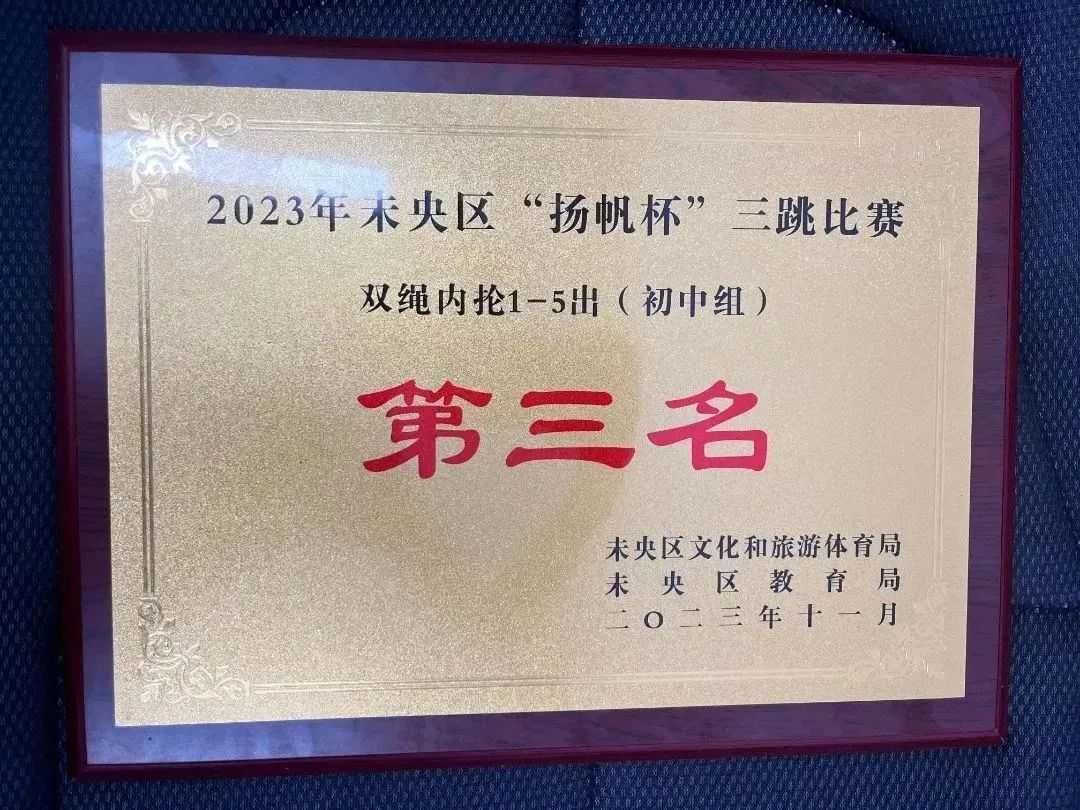 2023年未央区“扬帆杯”三跳比赛
双绳内抡1-5出（初中组）
第三名
未央区文化和旅游体育局
未央区教育局
二〇二三年十一月